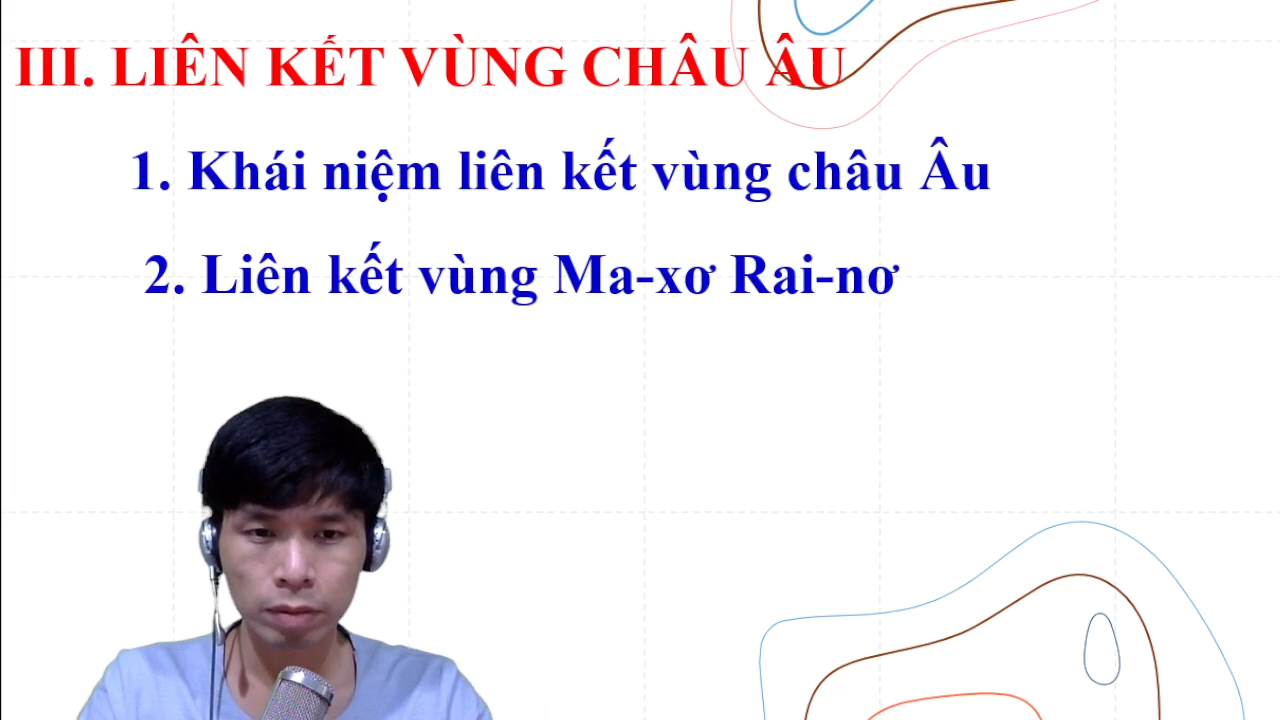 III. LIÊN KẾT VÙNG CHÂU ÂU
1. Khái niệm liên kết vùng châu Âu
2. Liên kết vùng Ma-xơ Rai-nơ